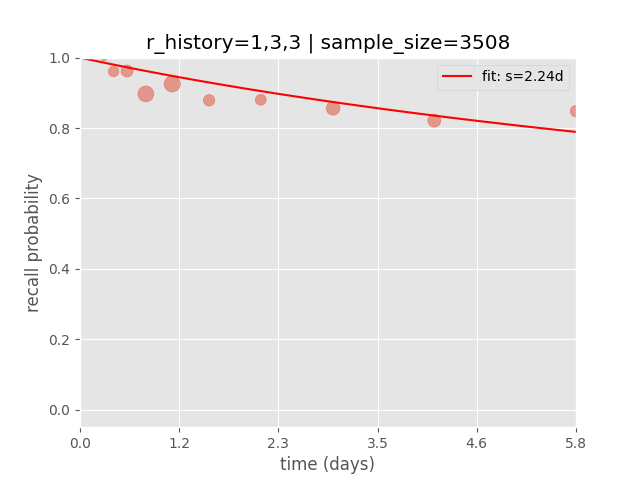 r_history=1,3,3 | sample_size=3508
fit: s=2.24d
recall probability
1.0
0.8
0.6
0.4
0.2
0.0
0.0 1.2 2.3 3.5 4.6 5.8
time (days)